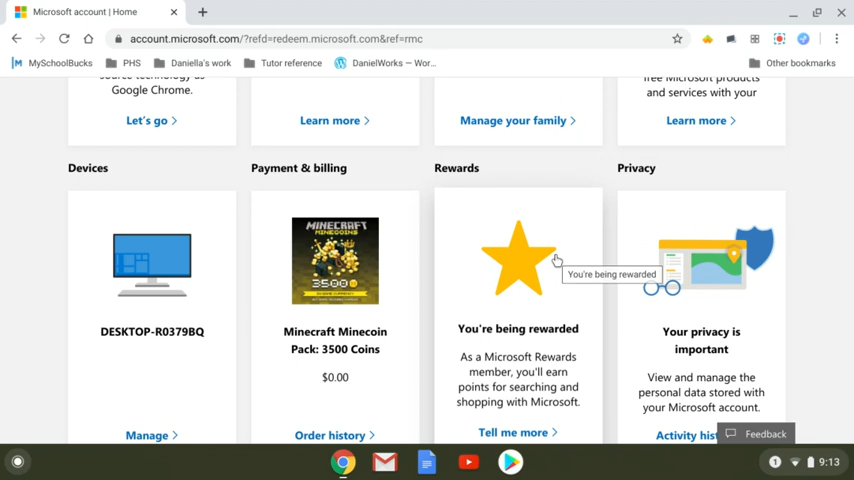 Microsoft account | Home
account.microsoft.com/?refd=redeem.microsoft.com&ref=rmc
MySchoolBucks
PHS
Daniella's work
Tutor reference
DanielWorks — Wor...
Other bookmarks
source technology as
Google Chrome.
free Microsoft products
and services with your
Let's go
Learn more
Manage your family
Learn more
Devices
Payment & billing
Rewards
Privacy
MINECRAFT
MINECOINS
3500
You're being rewarded
DESKTOP-R0379BQ
Minecraft Minecoin
Pack: 3500 Coins
$0.00
You're being rewarded
As a Microsoft Rewards
member, you'll earn
points for searching and
shopping with Microsoft.
Your privacy is
important
View and manage the
personal data stored with
your Microsoft account.
Manage
Order history
Tell me more
Activity hist
Feedback
1
9:13